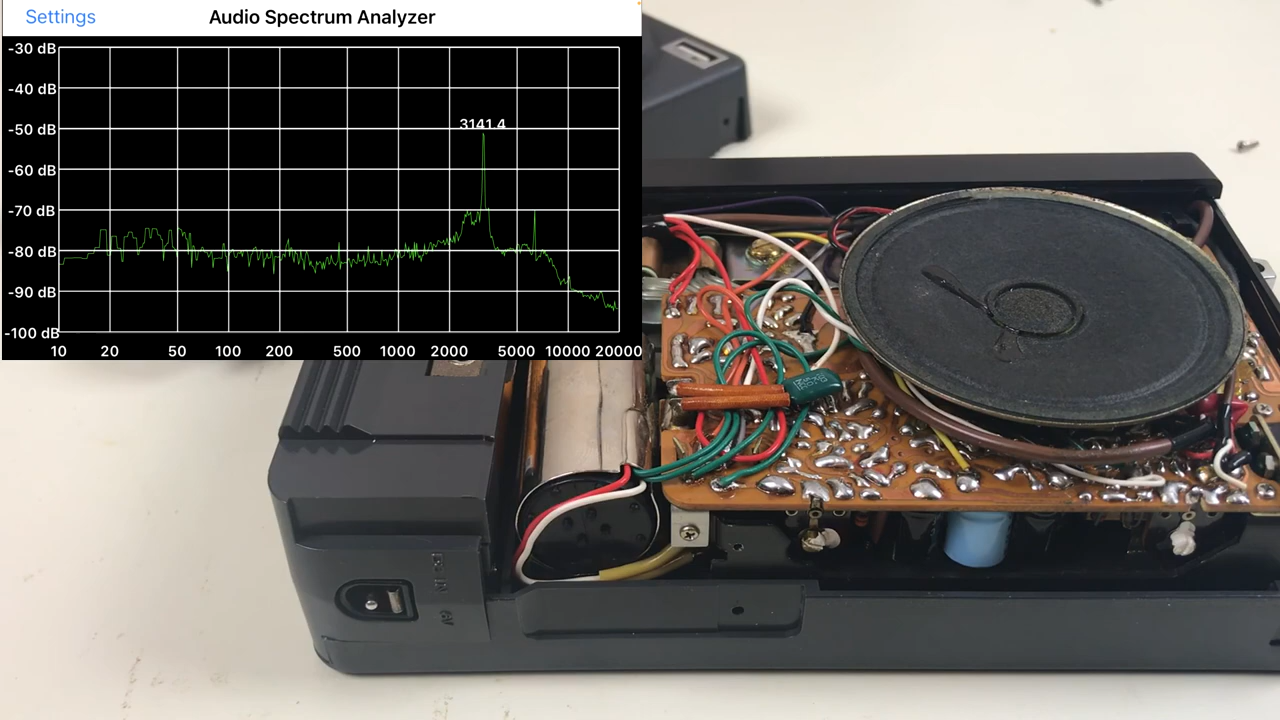 Settings
Audio Spectrum Analyzer
-30 dB
-40 dB
-50 dB
3141.4
-60 dB
-70 dB
-80 dB
-90 dB
-100 dB
10 20 50 100 200 500 1000 2000 5000 10000 20000
6V